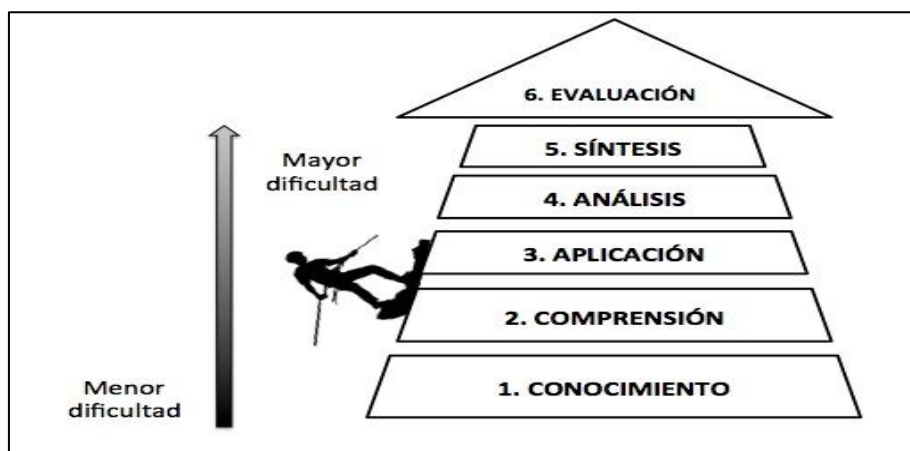 6. EVALUACIÓN
5. SÍNTESIS
Mayor
dificultad
4. ANÁLISIS
3. APLICACIÓN
2. COMPRENSIÓN
Menor
dificultad
1. CONOCIMIENTO